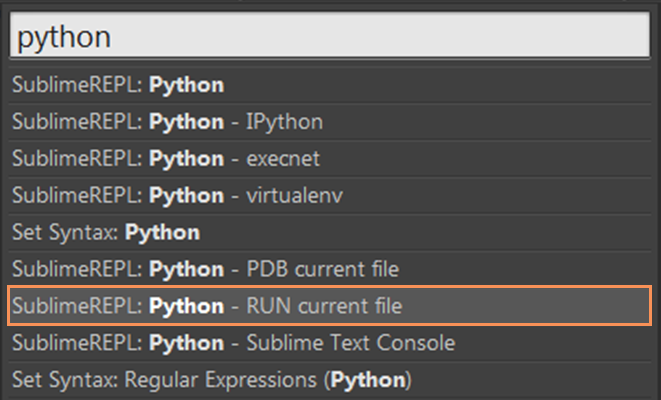 python
SublimeREPL: Python
SublimeREPL: Python - IPython
SublimeREPL: Python - execnet
SublimeREPL: Python - virtualenv
Set Syntax: Python
SublimeREPL: Python - PDB current file
SublimeREPL: Python - RUN current file
SublimeREPL: Python - Sublime Text Console
Set Syntax: Regular Expressions (Python)